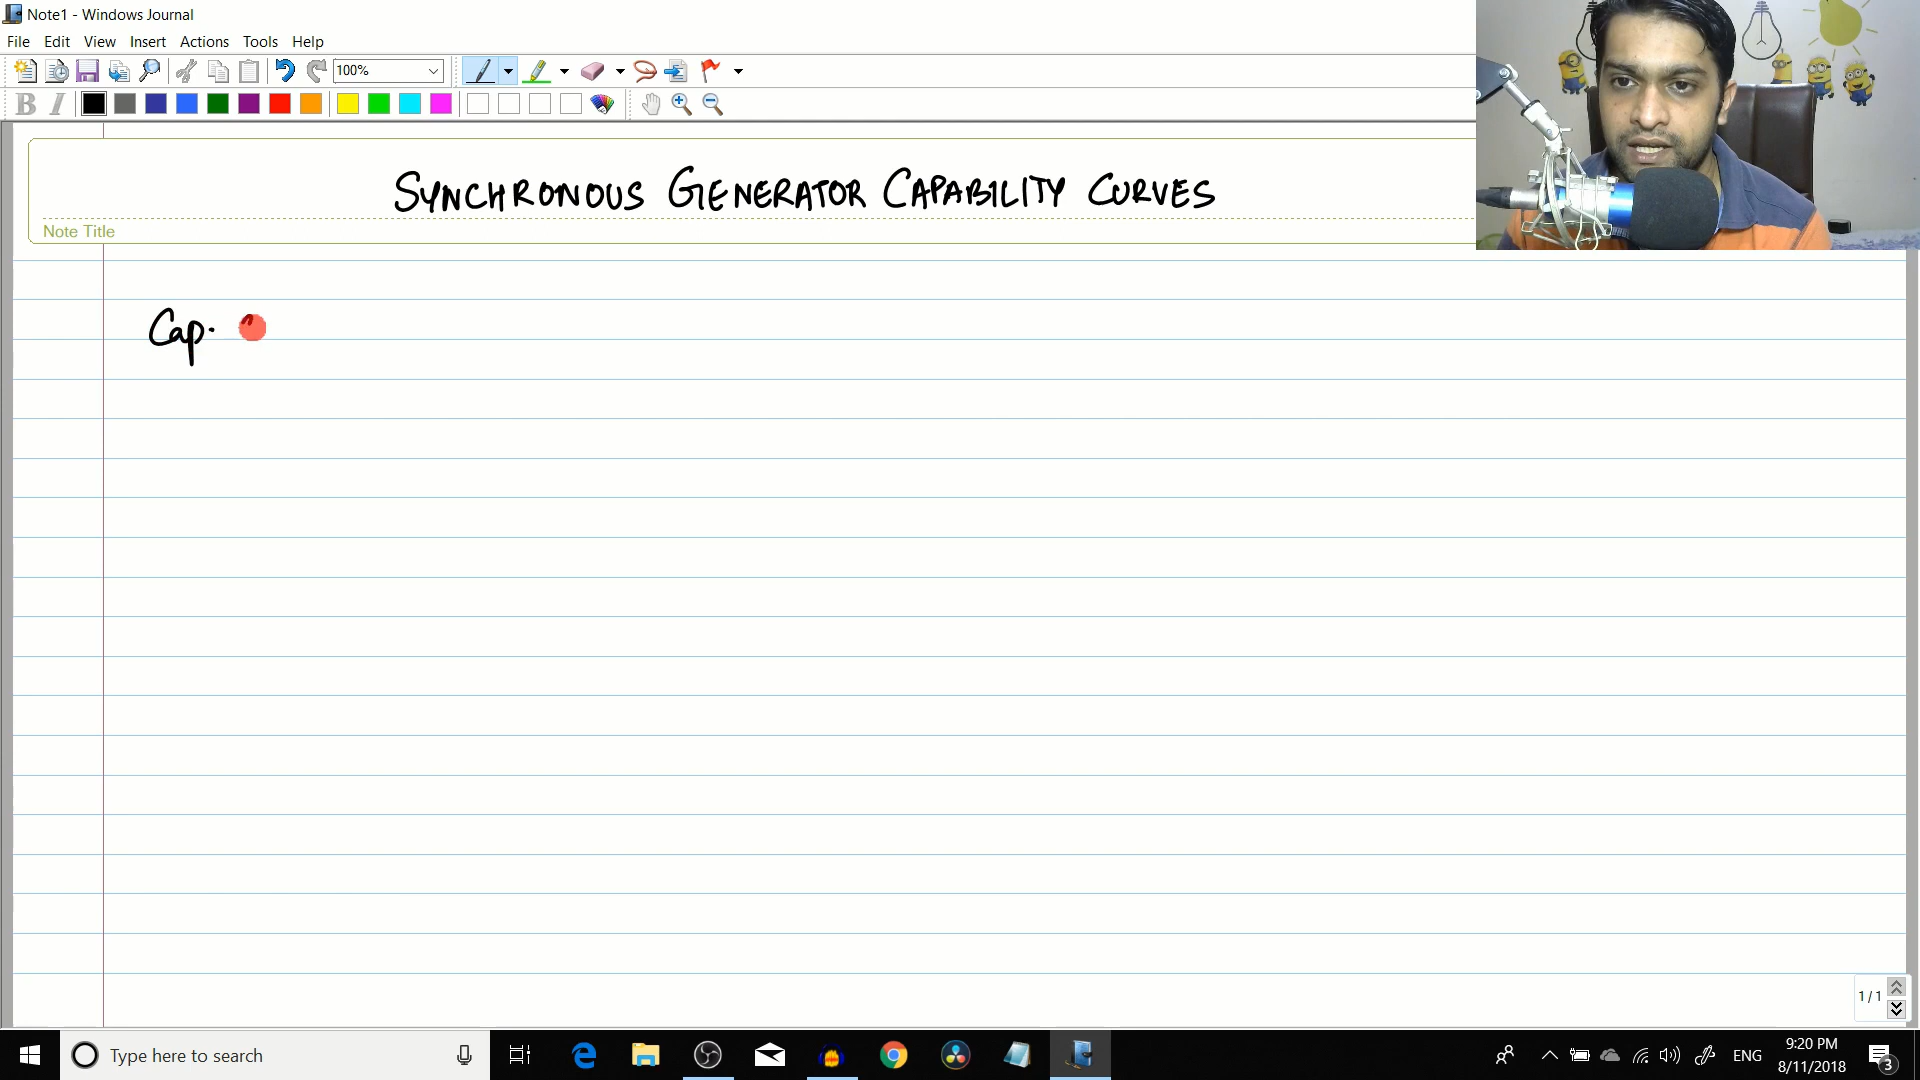 Note1 - Windows Journal
File Edit View Insert Actions Tools Help
100%
B I
SYNCHRONOUS GENERATOR CAPABILITY CURVES
Note Title
Cap.
1 / 1
Type here to search
ENG
9:20 PM
8/11/2018
3